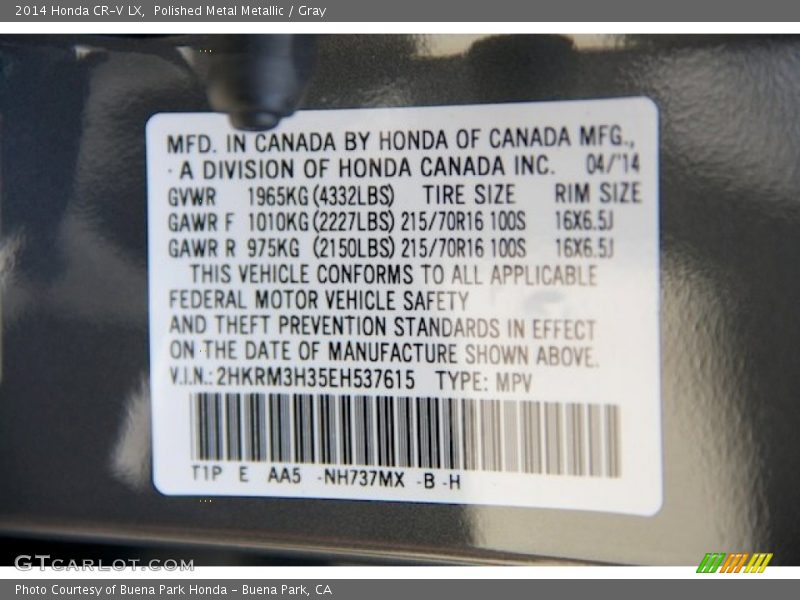 2014 Honda CR-V LX, Polished Metal Metallic / Gray
MFD. IN CANADA BY HONDA OF CANADA MFG.,
A DIVISION OF HONDA CANADA INC. 04/'14
GVWR 1965KG(4332LBS) TIRE SIZE RIM SIZE
GAWR F 1010KG(2227LBS) 215/70R16 100S 16X6.5J
GAWR R 975KG (2150LBS) 215/70R16 100S 16X6.5J
THIS VEHICLE CONFORMS TO ALL APPLICABLE
FEDERAL MOTOR VEHICLE SAFETY
AND THEFT PREVENTION STANDARDS IN EFFECT
ON THE DATE OF MANUFACTURE SHOWN ABOVE.
V.I.N.: 2HKRM3H35EH537615 TYPE: MPV
T1P E AA5 -NH737MX -B -H
GTCARLOT.COM
Photo Courtesy of Buena Park Honda - Buena Park, CA